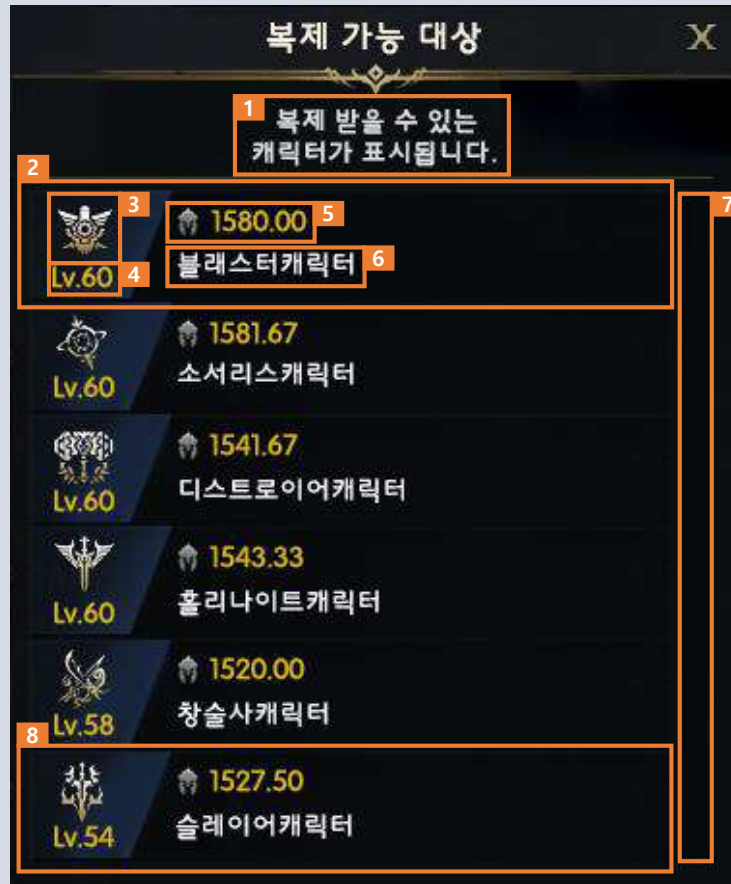 복제 가능 대상
X
1
복제 받을 수 있는
캐릭터가 표시됩니다.
2
3
5
7
1580.00
Lv.60
4
블래스터캐릭터
6
1581.67
Lv.60
소서리스캐릭터
1541.67
Lv.60
디스트로이어캐릭터
1543.33
Lv.60
홀리나이트캐릭터
1520.00
Lv.58
창술사캐릭터
8
1527.50
Lv.54
슬레이어캐릭터